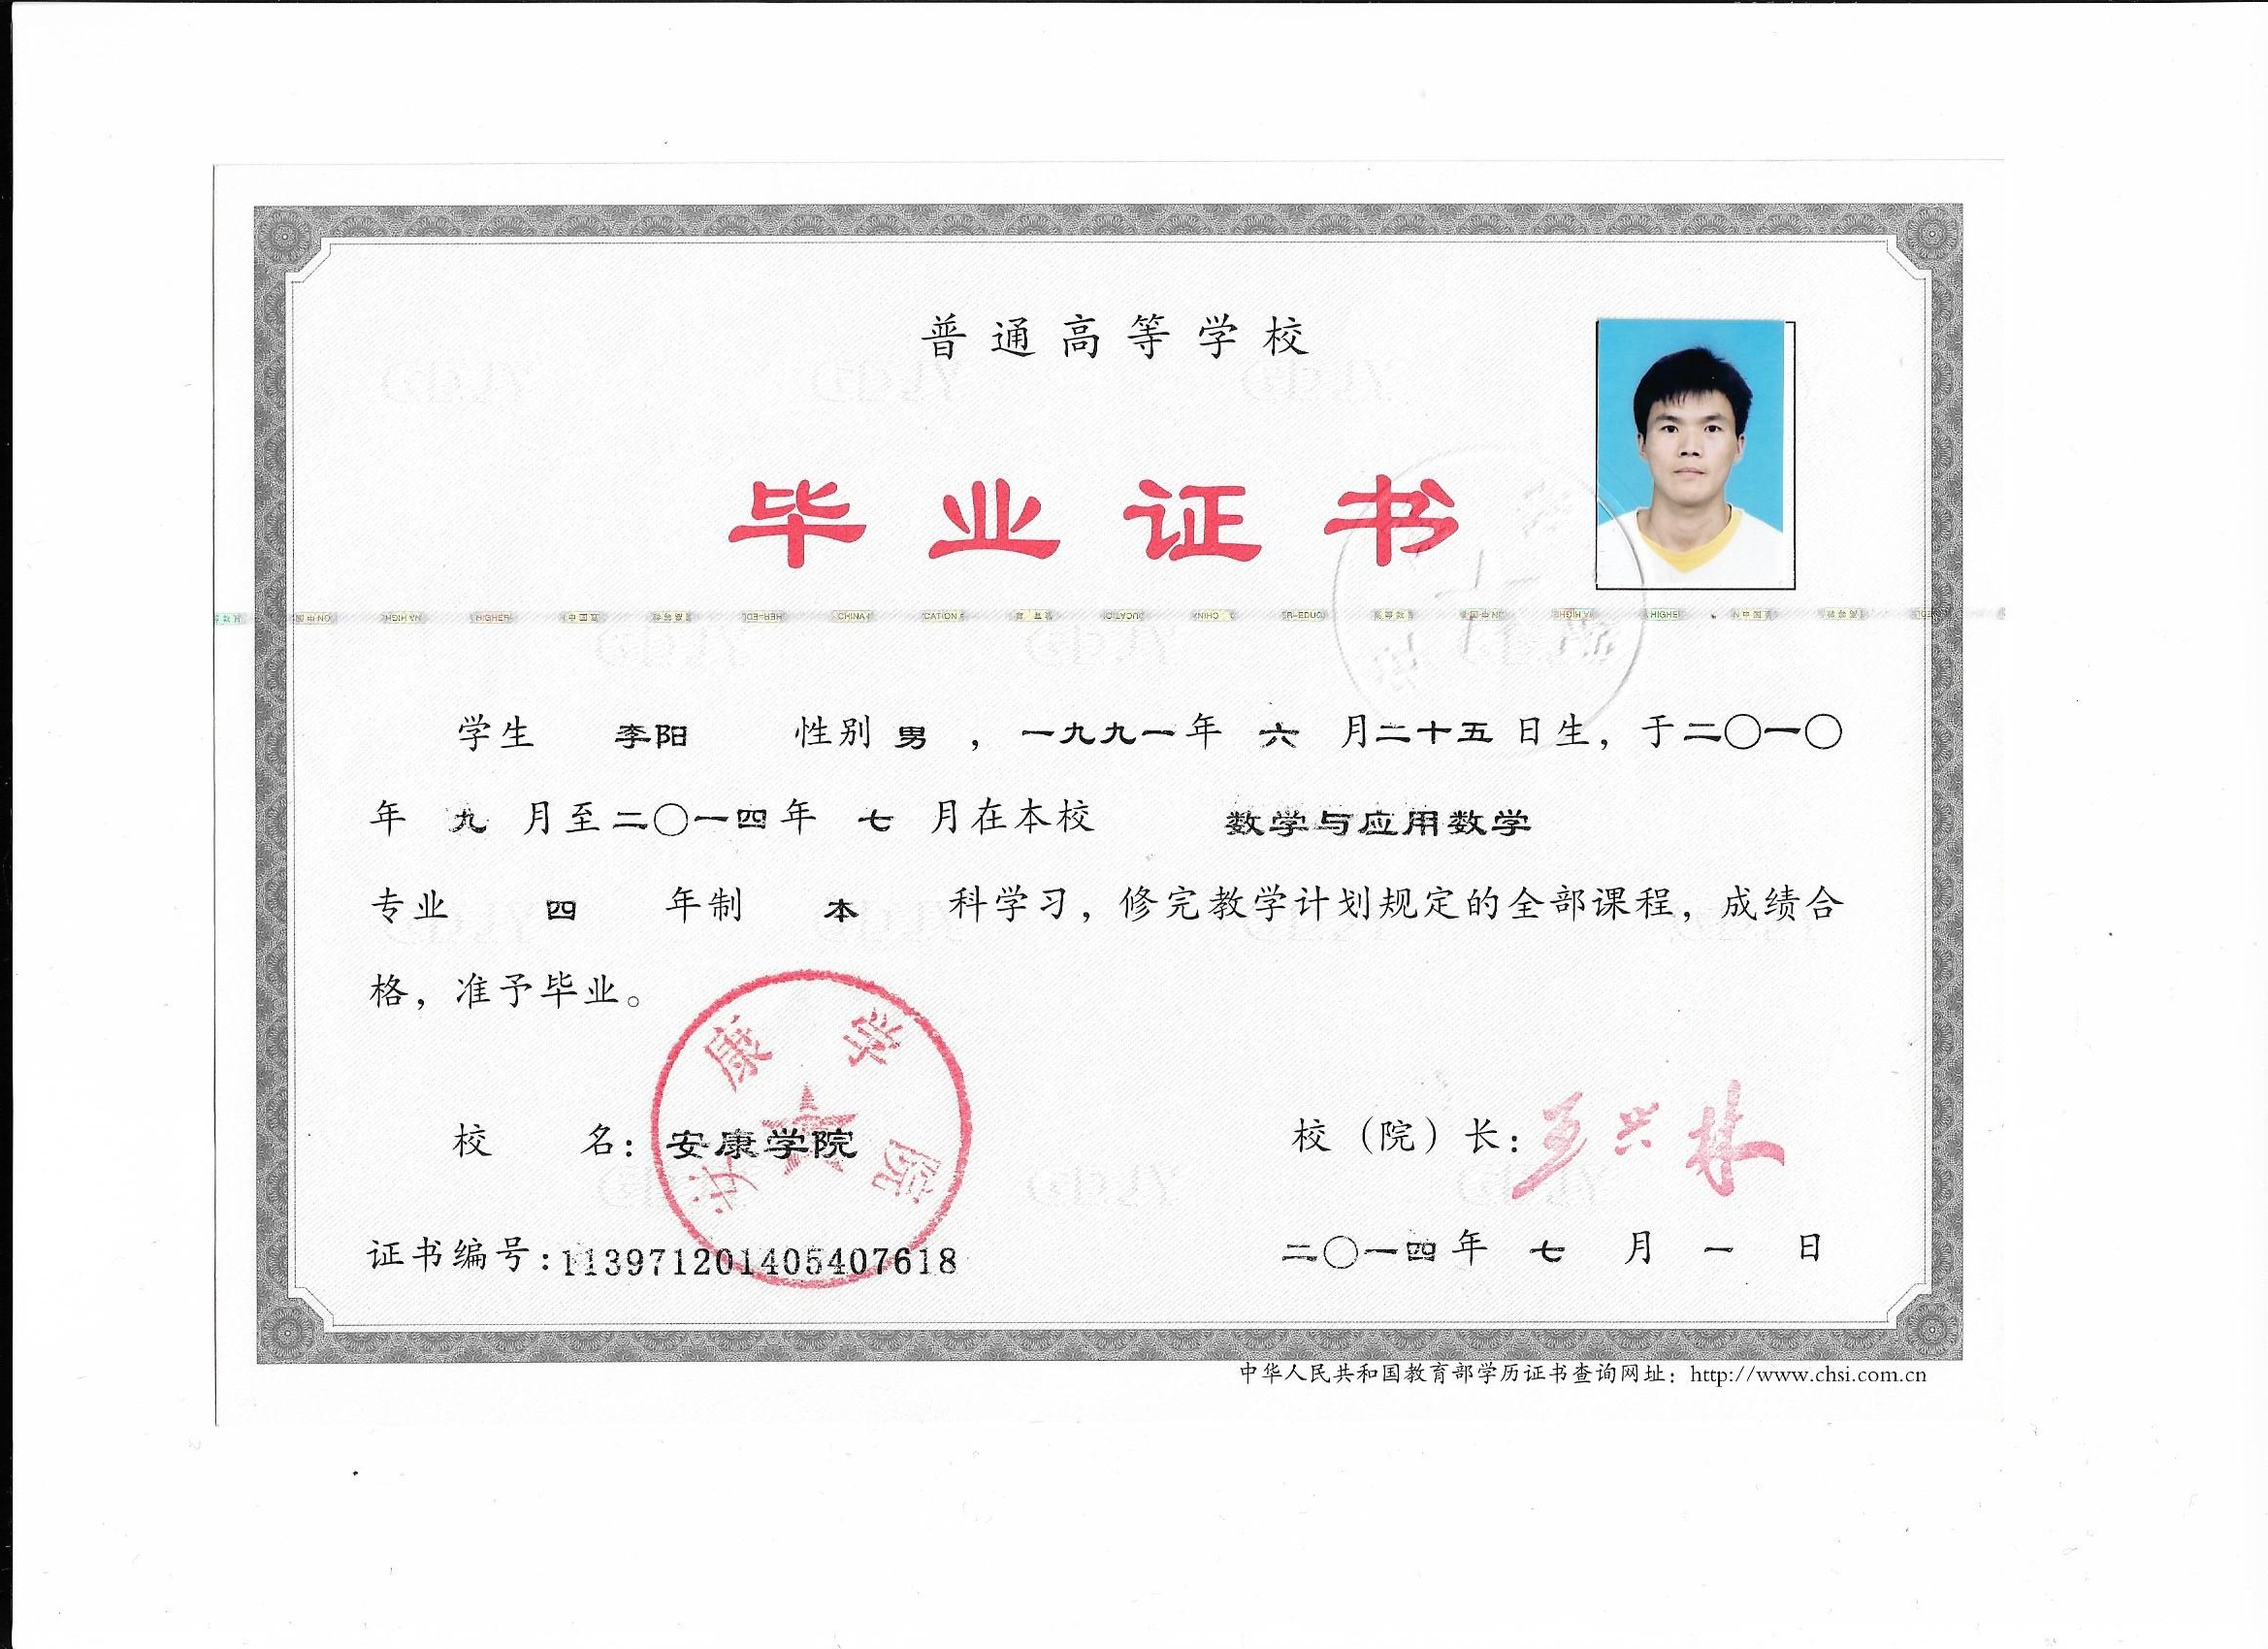 普通高等学校
毕业证书
学生 李阳 性别 男 ，一九九一年 六 月二十五 日生，于二〇一〇
年 九 月至二〇一四年 七 月在本校 数学与应用数学
专业 四 年制 本 科学习，修完教学计划规定的全部课程，成绩合
格，准予毕业。
安康学院
校 名：安康学院
校（院）长：王兴林
证书编号:113971201405407618
二〇一四年 七 月 一 日
中华人民共和国教育部学历证书查询网址：http://www.chsi.com.cn